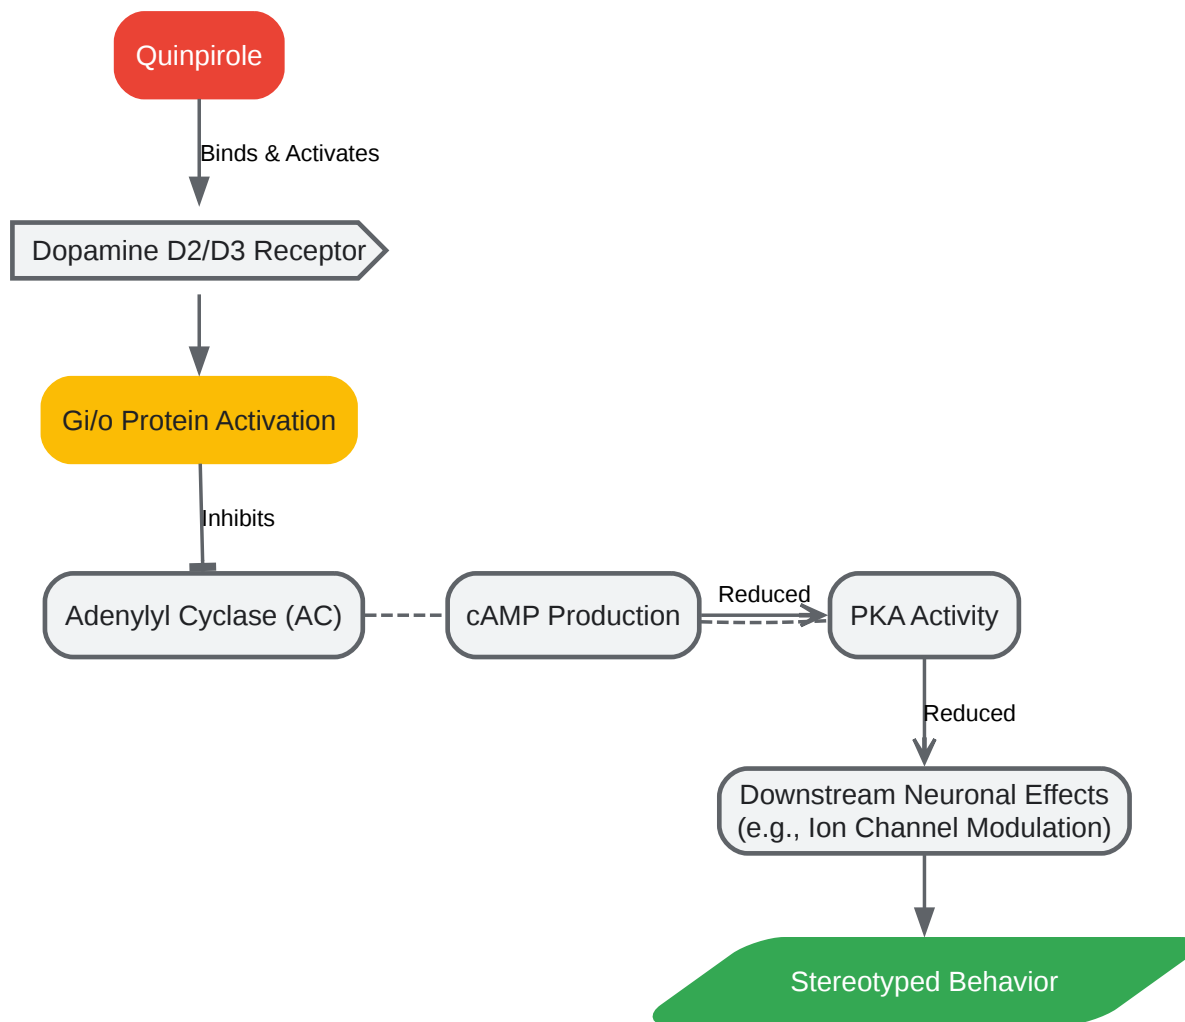 Quinpirole
Binds & Activates
Dopamine D2/D3 Receptor
Gi/o Protein Activation
Inhibits
Adenylyl Cyclase (AC)
cAMP Production
Reduced
PKA Activity
Reduced
Downstream Neuronal Effects
(e.g., Ion Channel Modulation)
Stereotyped Behavior